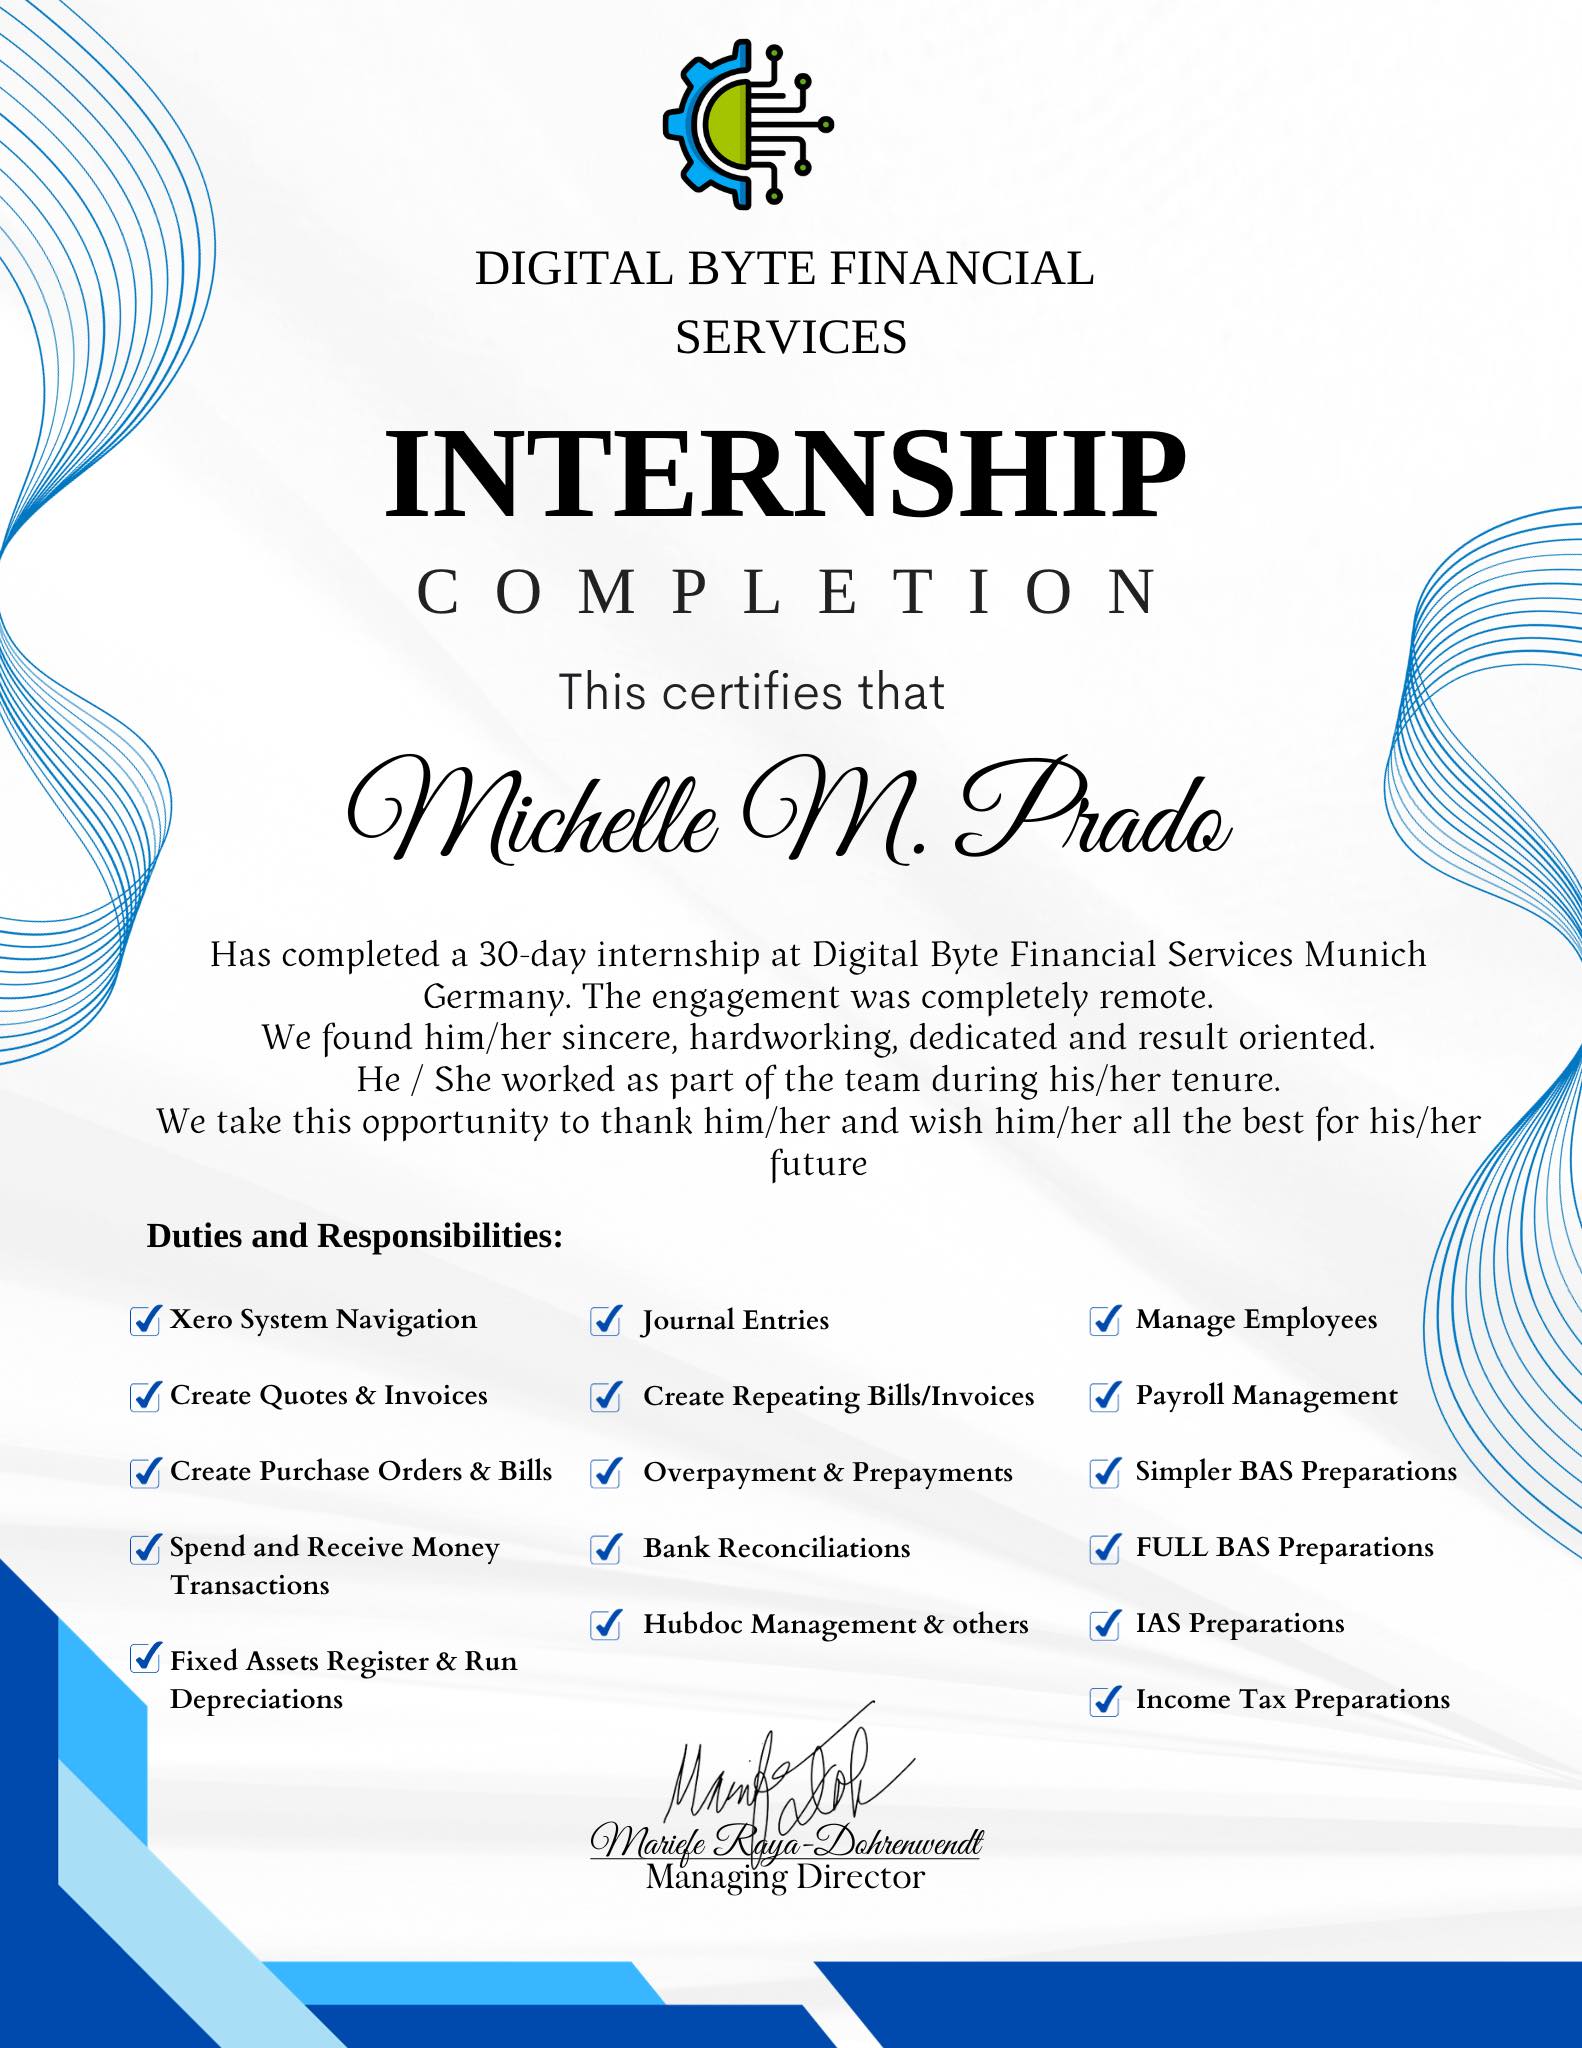 DIGITAL BYTE FINANCIAL
SERVICES
INTERNSHIP
COMPLETION
This certifies that
Michelle M. Prado
Has completed a 30-day internship at Digital Byte Financial Services Munich
Germany. The engagement was completely remote.
We found him/her sincere, hardworking, dedicated and result oriented.
He / She worked as part of the team during his/her tenure.
We take this opportunity to thank him/her and wish him/her all the best for his/her
future
Duties and Responsibilities:
Xero System Navigation
Create Quotes & Invoices
Create Purchase Orders & Bills
Spend and Receive Money
Transactions
Fixed Assets Register & Run
Depreciations
Journal Entries
Create Repeating Bills/Invoices
Overpayment & Prepayments
Bank Reconciliations
Hubdoc Management & others
Manage Employees
Payroll Management
Simpler BAS Preparations
FULL BAS Preparations
IAS Preparations
Income Tax Preparations
Mariefe Raya-Dohrenwendt
Managing Director